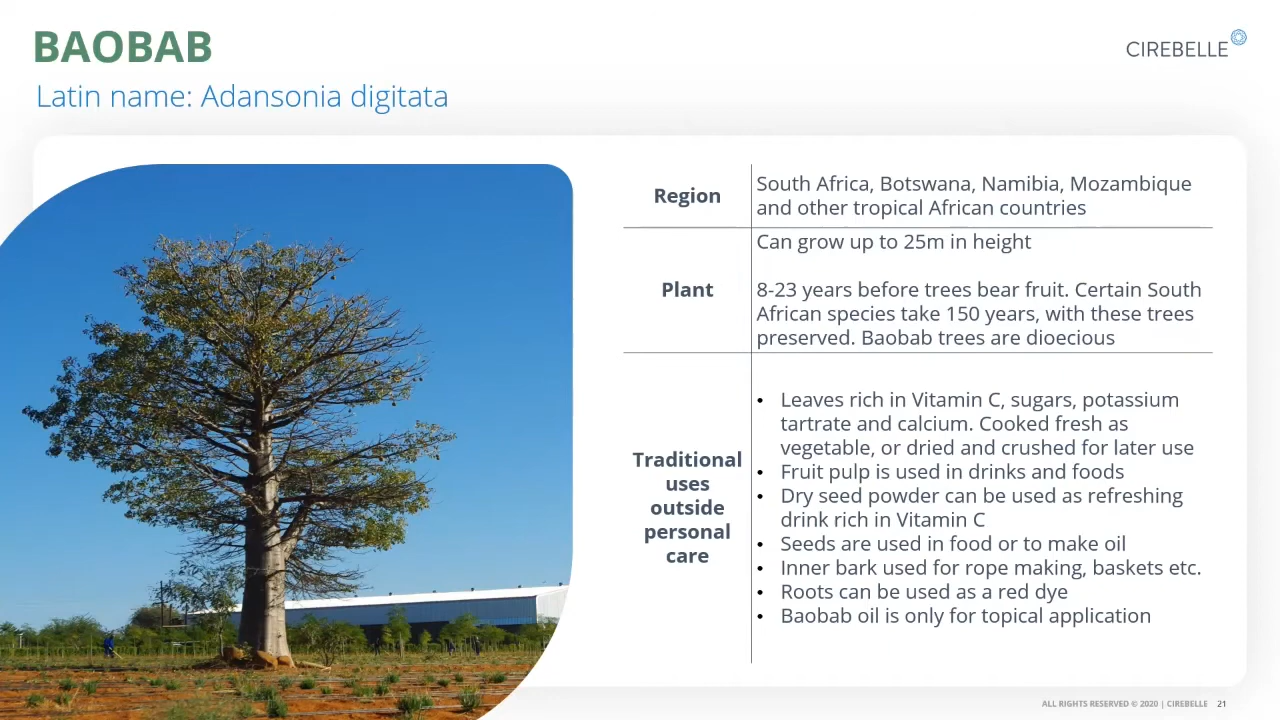 BAOBAB
CIREBELLE
Latin name: Adansonia digitata
Region
South Africa, Botswana, Namibia, Mozambique
and other tropical African countries
Plant
Can grow up to 25m in height
8-23 years before trees bear fruit. Certain South
African species take 150 years, with these trees
preserved. Baobab trees are dioecious
Traditional
uses
outside
personal
care
• Leaves rich in Vitamin C, sugars, potassium
tartrate and calcium. Cooked fresh as
vegetable, or dried and crushed for later use
• Fruit pulp is used in drinks and foods
• Dry seed powder can be used as refreshing
drink rich in Vitamin C
• Seeds are used in food or to make oil
• Inner bark used for rope making, baskets etc.
• Roots can be used as a red dye
• Baobab oil is only for topical application
ALL RIGHTS RESERVED © 2020 | CIREBELLE 21